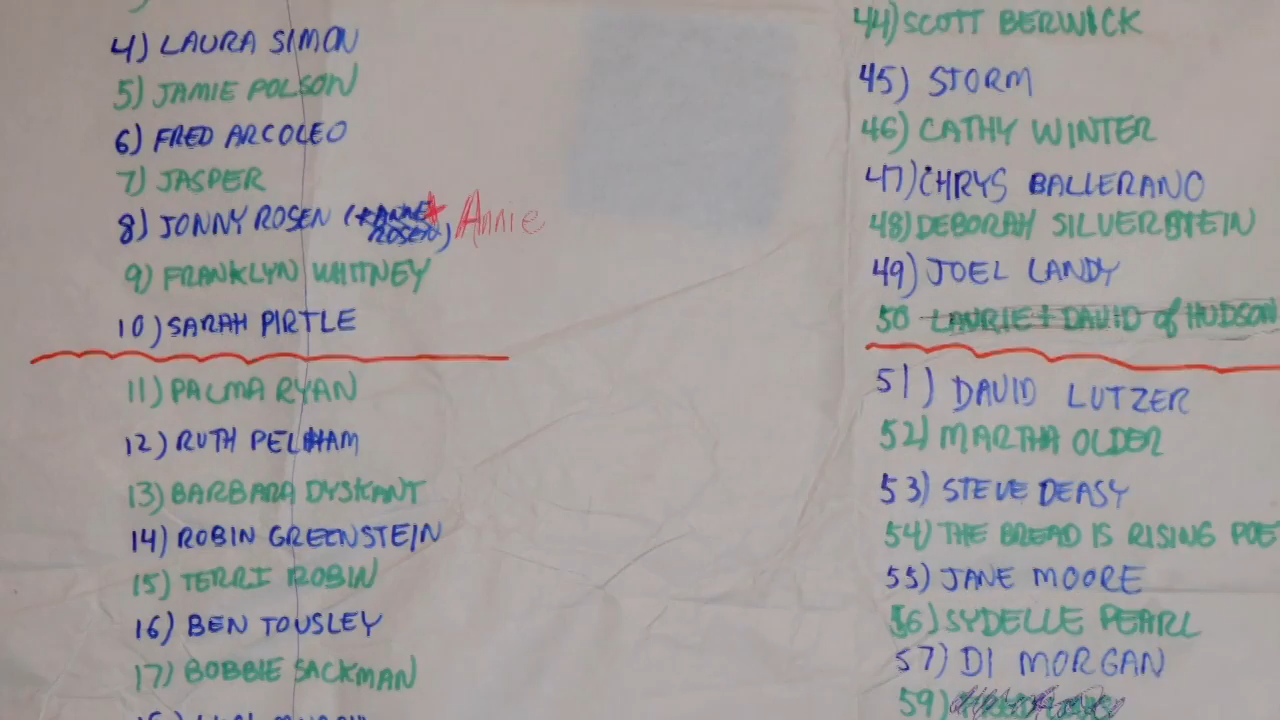 4) LAURA SIMON
5) JAMIE POLSON
6) FRED ARCOLEO
7) JASPER
8) JONNY ROSEN (+ ANNE ROSEN) Annie
9) FRANKLYN WHITNEY
10) SARAH PIRTLE
11) PALMA RYAN
12) RUTH PELHAM
13) BARBARA DYSKANT
14) ROBIN GREENSTEIN
15) TERRI ROBIN
16) BEN TOUSLEY
17) BOBBIE SACKMAN
44) SCOTT BERWICK
45) STORM
46) CATHY WINTER
47) CHRYS BALLERANO
48) DEBORAH SILVERSTEIN
49) JOEL LANDY
50 LAURIE + DAVID of HUDSON
51) DAVID LUTZER
52) MARTHA OLDER
53) STEVE DEASY
54) THE BREAD IS RISING POE
55) JANE MOORE
56) SYDELLE PEARL
57) DI MORGAN
59)